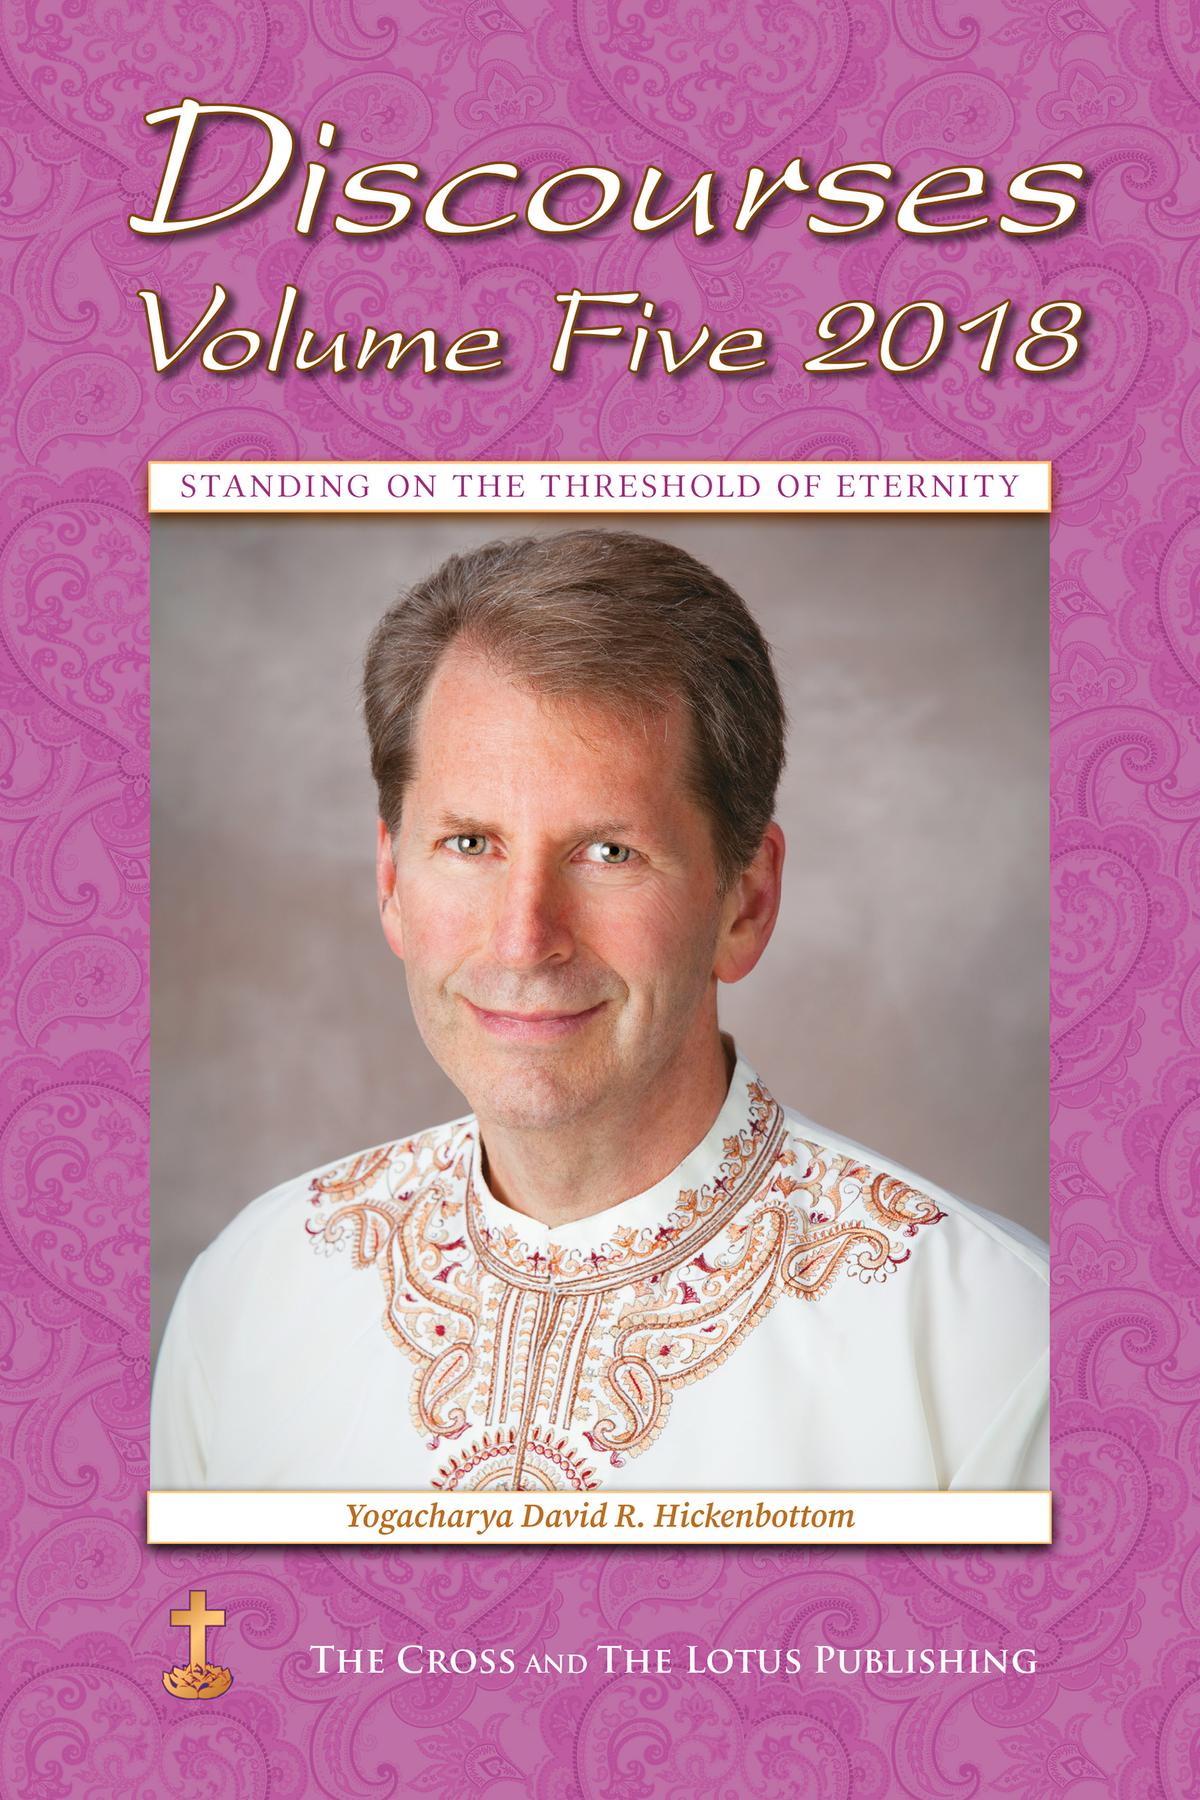 Discourses
Volume Five 2018
STANDING ON THE THRESHOLD OF ETERNITY
Yogacharya David R. Hickenbottom
THE CROSS AND THE LOTUS PUBLISHING